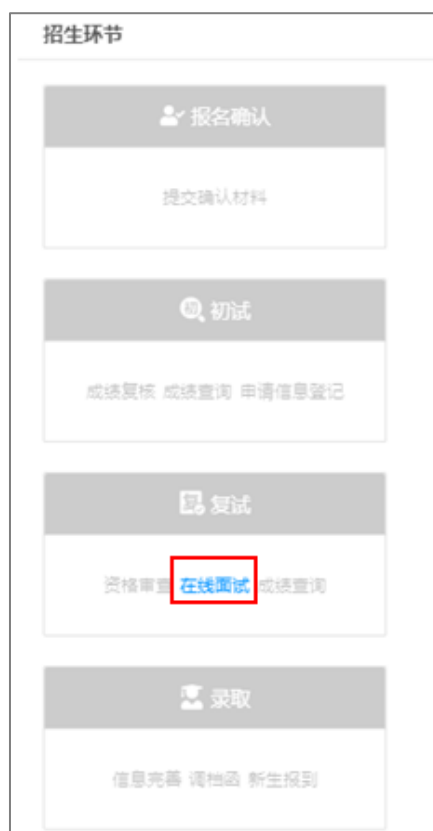 招生环节
报名确认
提交确认材料
初 初试
成绩复核 成绩查询 申请信息登记
复 复试
资格审查 在线面试 成绩查询
录取
信息完善 调档函 新生报到